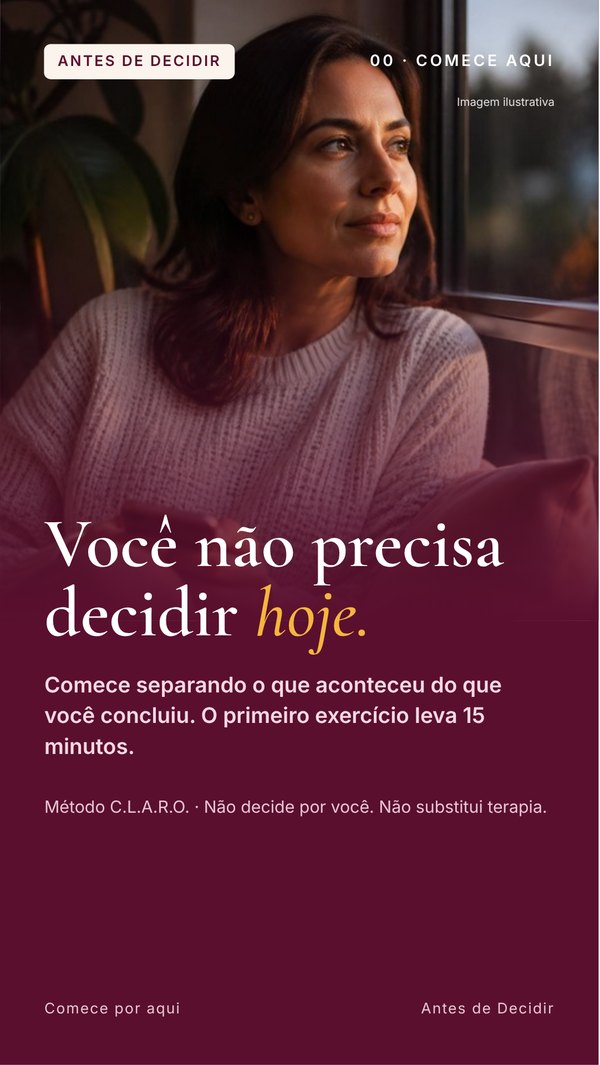 ANTES DE DECIDIR
00 · COMECE AQUI
Imagem ilustrativa
Você não precisa
decidir hoje.
Comece separando o que aconteceu do que
você concluiu. O primeiro exercício leva 15
minutos.
Método C.L.A.R.O. · Não decide por você. Não substitui terapia.
Comece por aqui
Antes de Decidir